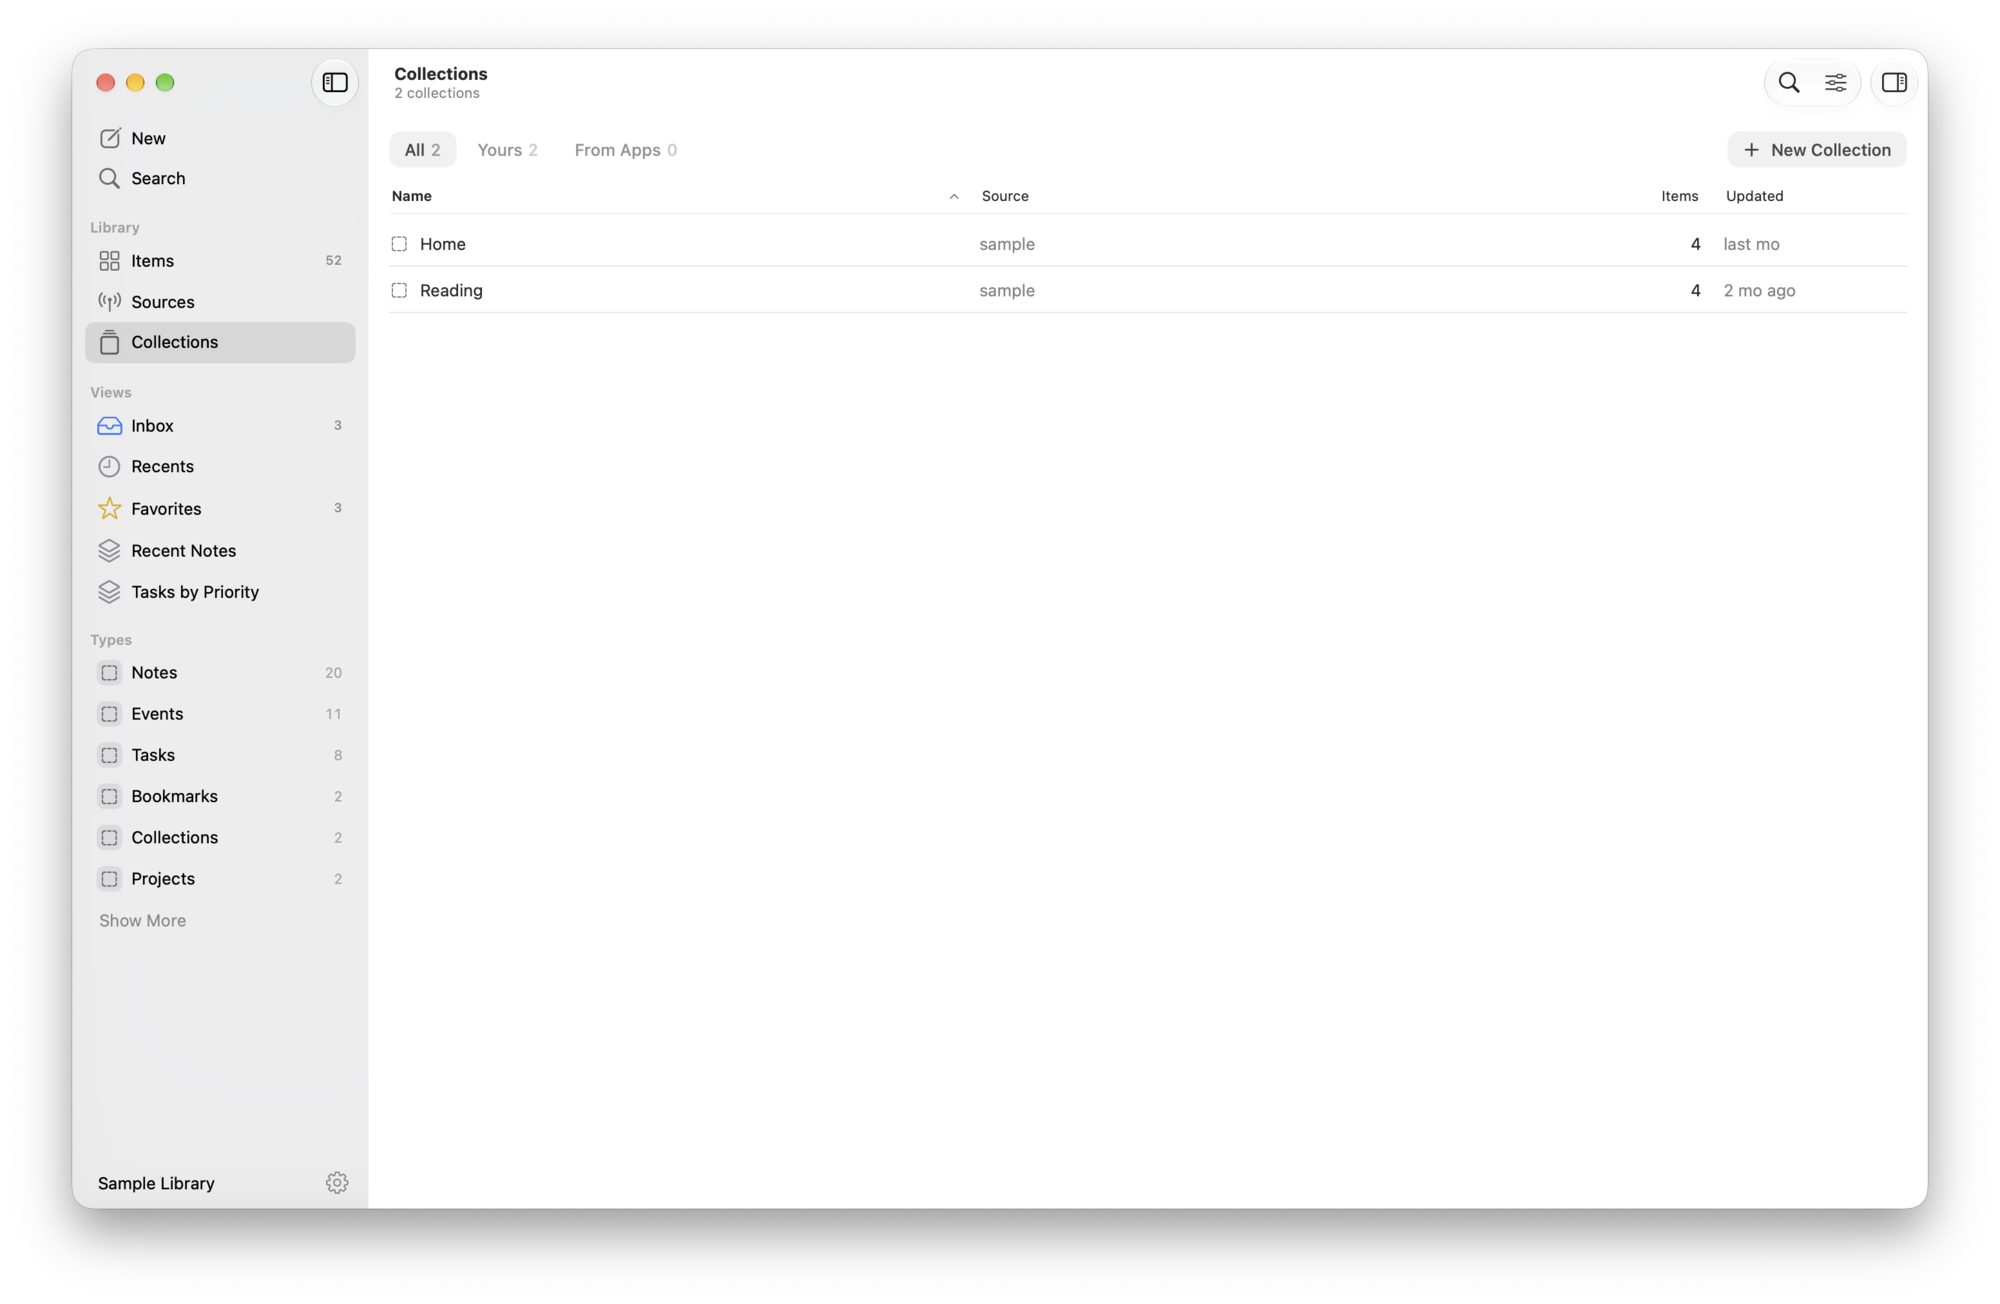 Collections
2 collections
New
Search
Library
Items 52
Sources
Collections
Views
Inbox 3
Recents
Favorites 3
Recent Notes
Tasks by Priority
Types
Notes 20
Events 11
Tasks 8
Bookmarks 2
Collections 2
Projects 2
Show More
Sample Library
All 2 Yours 2 From Apps 0 New Collection
Name Source Items Updated
Home sample 4 last mo
Reading sample 4 2 mo ago